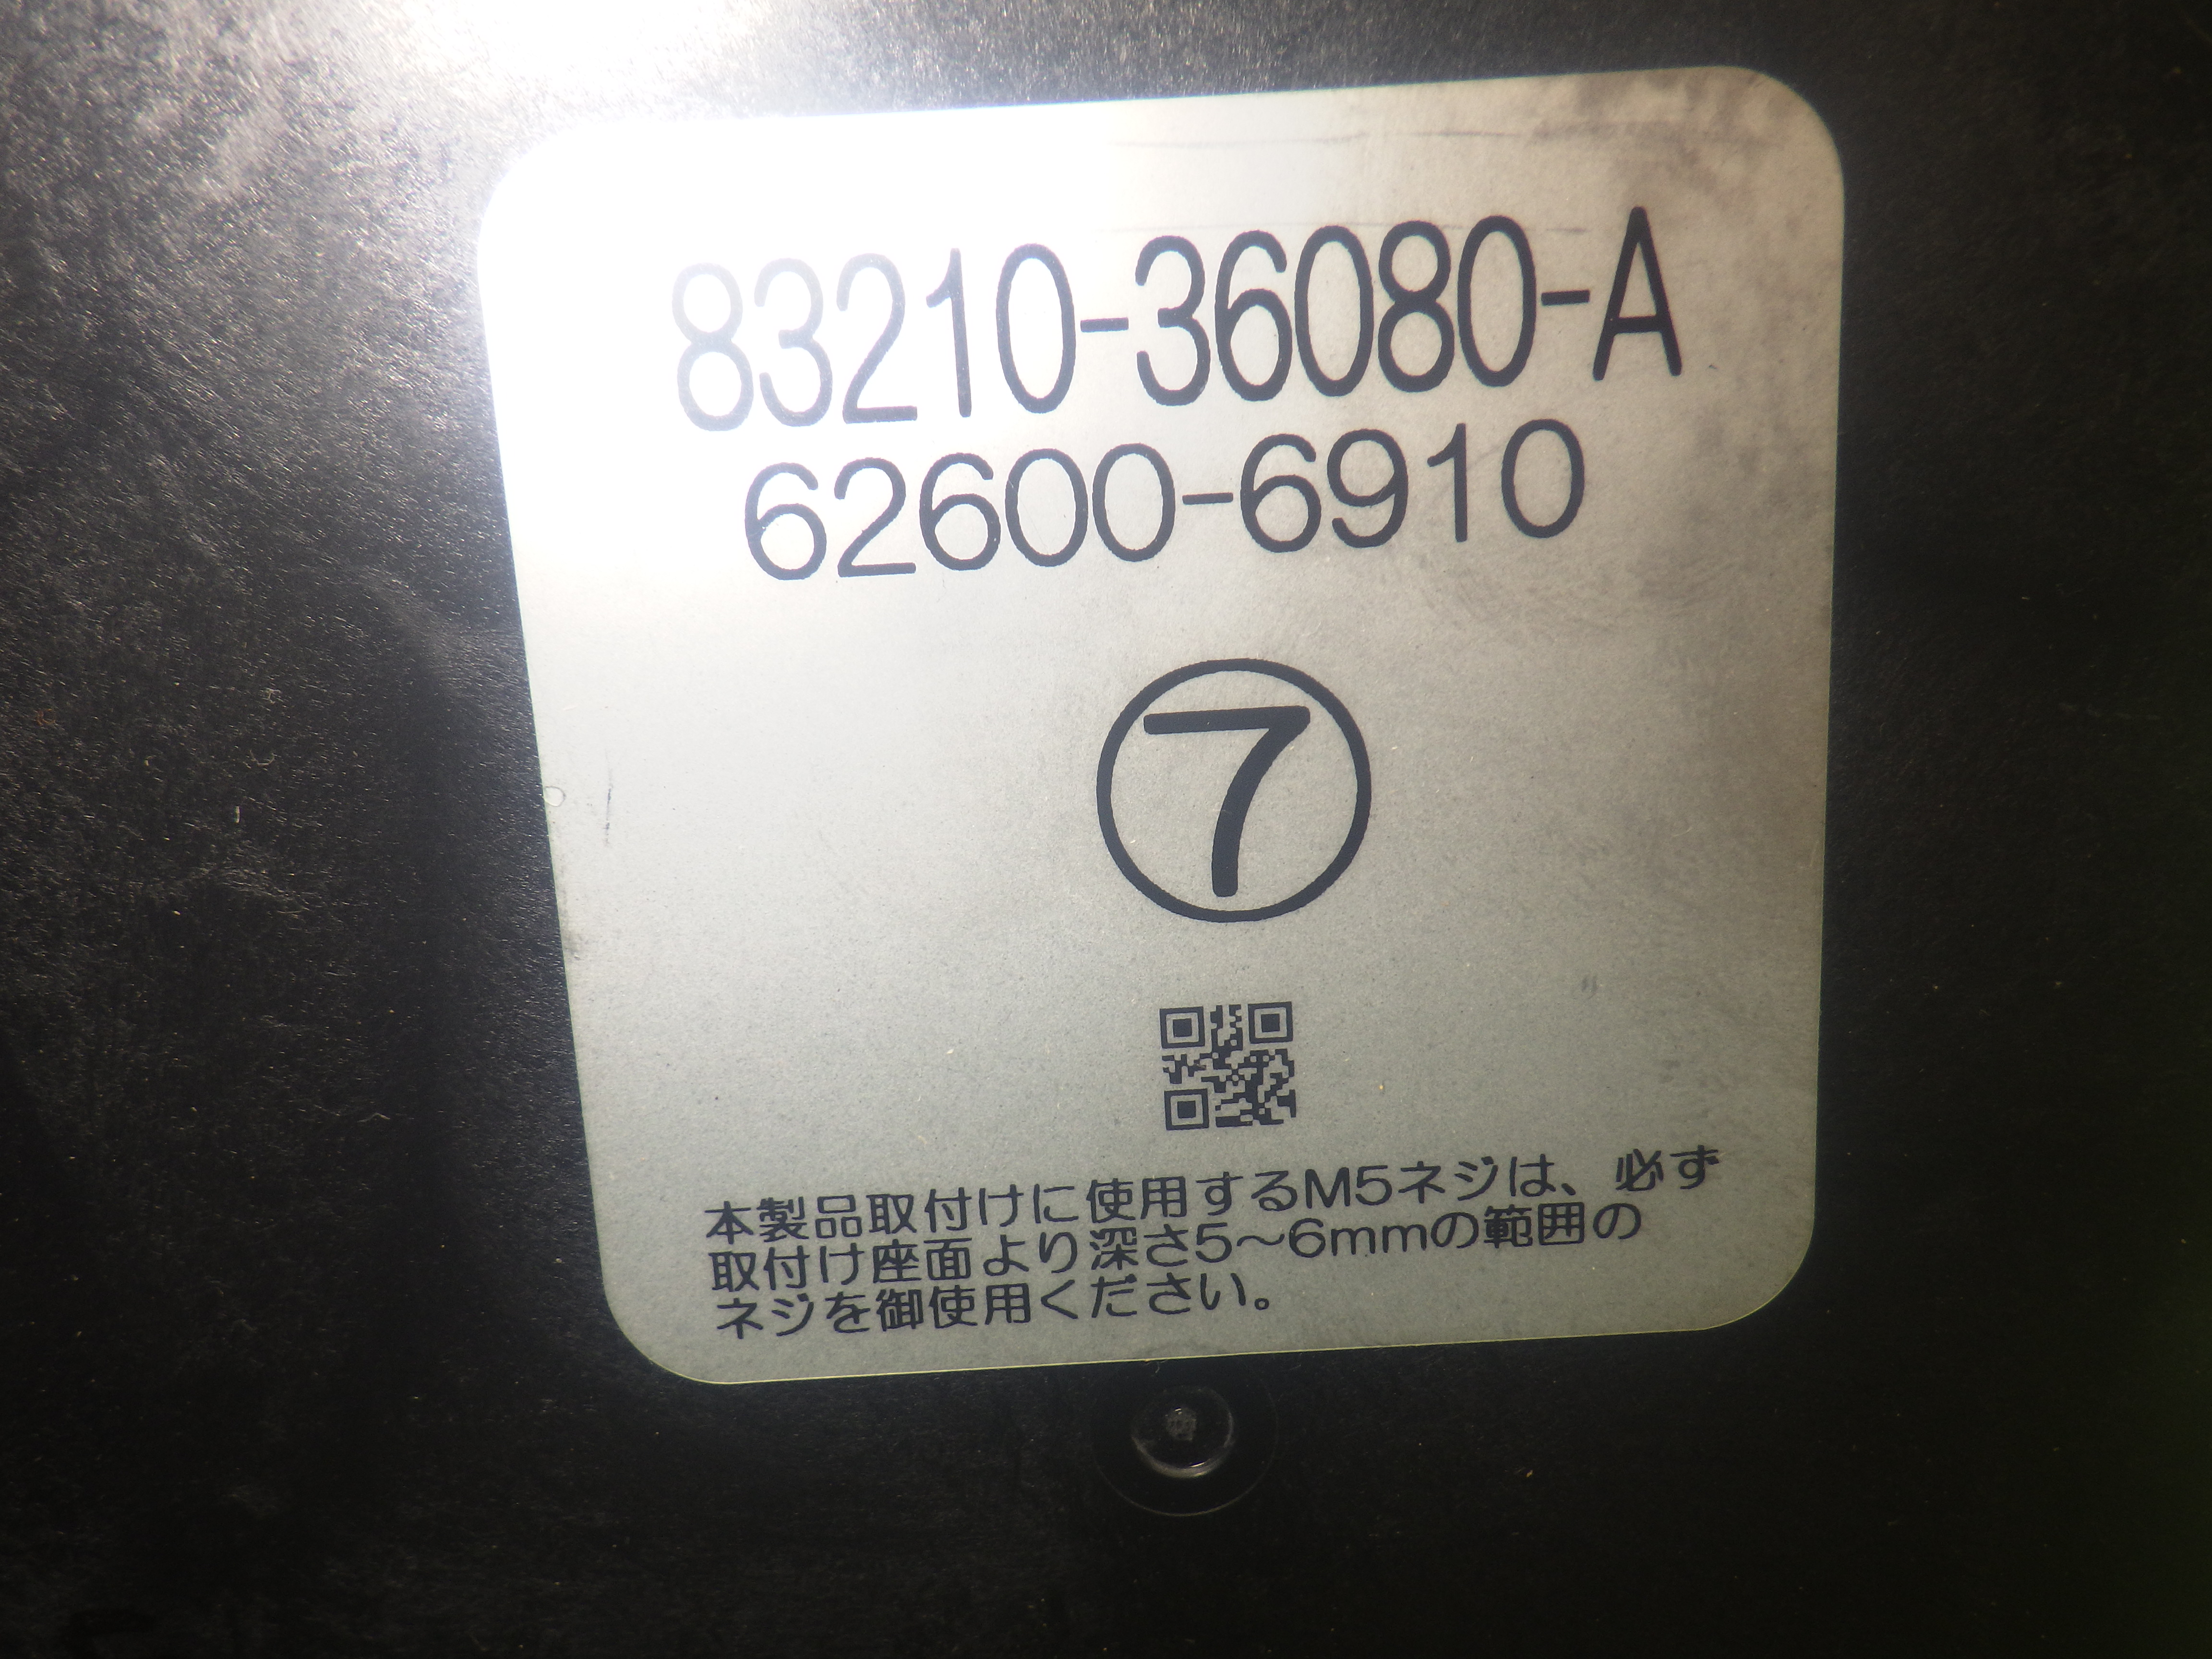 83210-36080-A
62600-6910
⑦
本製品取付けに使用するM5ネジは、必ず
取付け座面より深さ5〜6mmの範囲の
ネジを御使用ください。